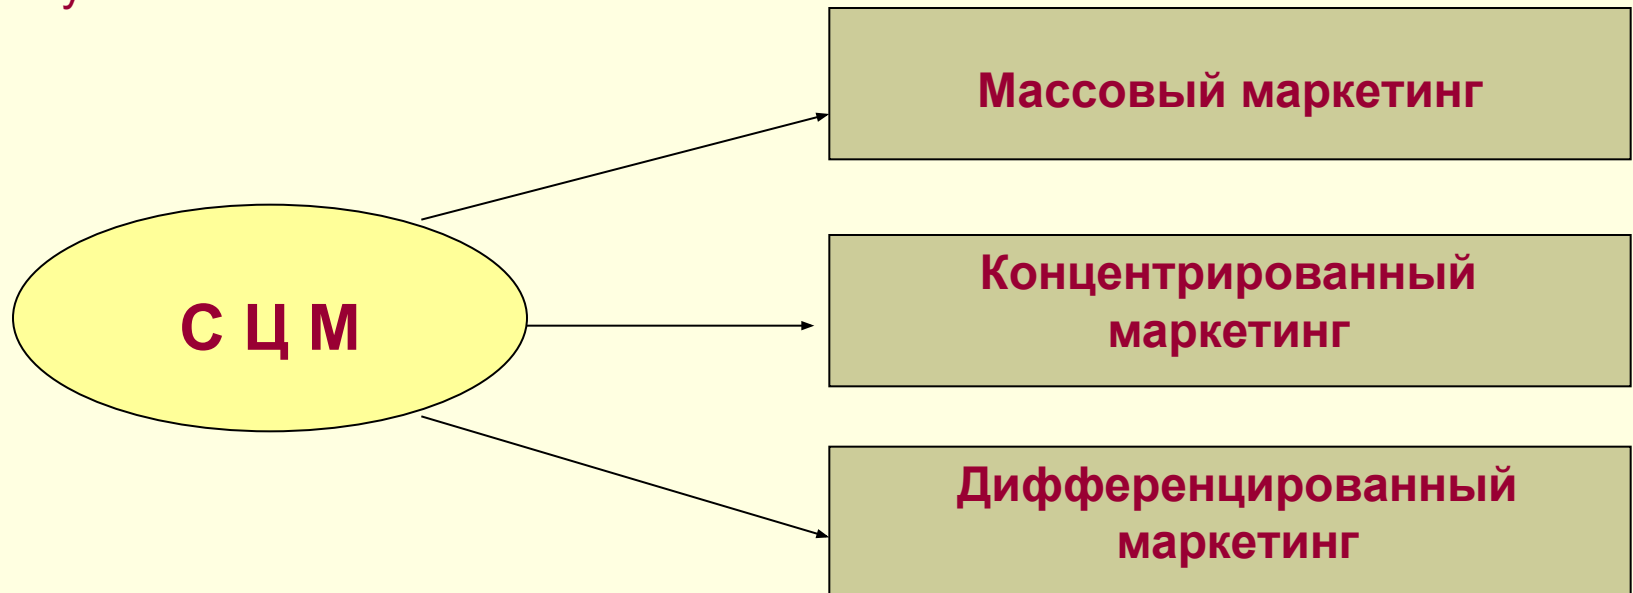 Массовый маркетинг
Концентрированный
маркетинг
С Ц М
Дифференцированный
маркетинг